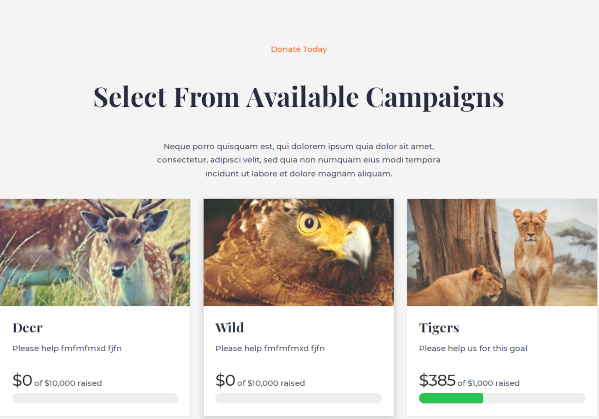 Donate Today
Select From Available Campaigns
Neque porro quisquam est, qui dolorem ipsum quia dolor sit amet,
consectetur, adipisci velit, sed quia non numquam eius modi tempora
incidunt ut labore et dolore magnam aliquam.
Deer
Please help fmfmfmxd fjfn
$0 of $10,000 raised
Wild
Please help fmfmfmxd fjfn
$0 of $10,000 raised
Tigers
Please help us for this goal
$385 of $1,000 raised